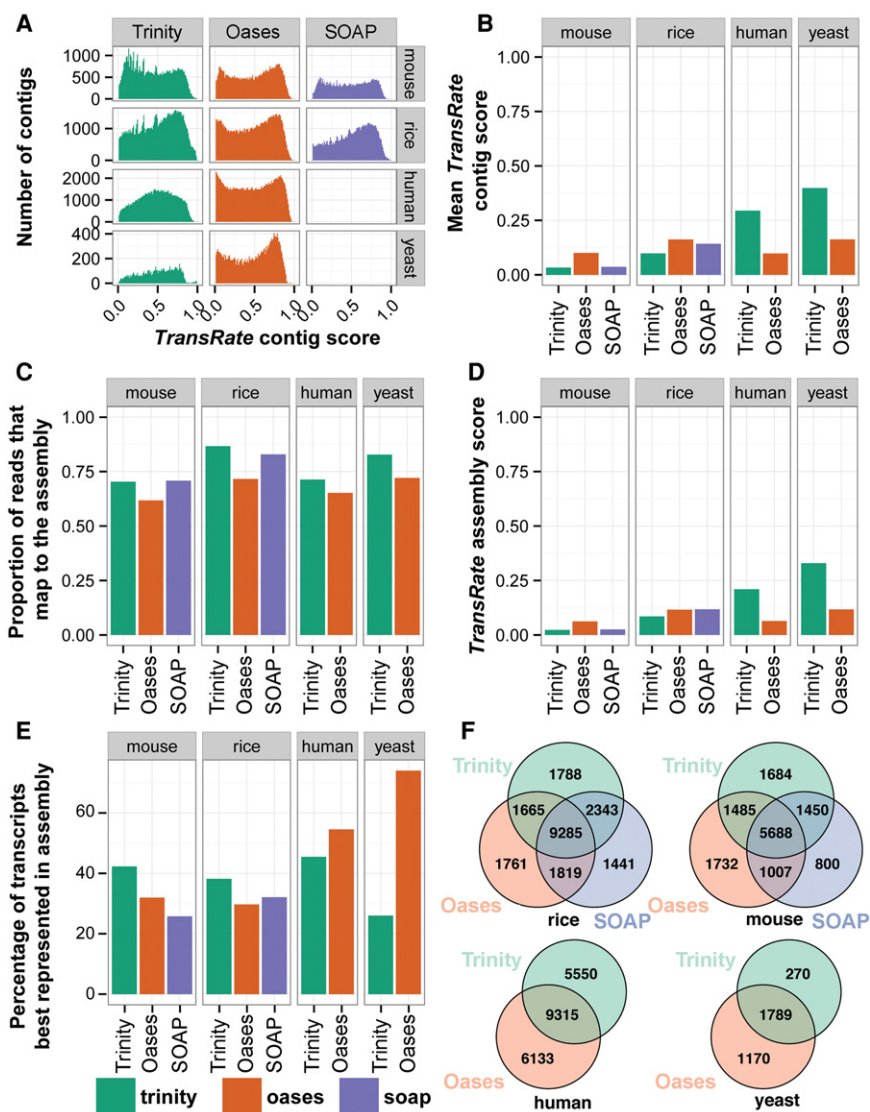 A
Trinity Oases SOAP
Number of contigs
1000
500
0
mouse
1000
0
rice
2000
1000
0
human
400
200
0
yeast
0.0 0.5 1.0 0.0 0.5 1.0 0.0 0.5 1.0
TransRate contig score
B
mouse rice human yeast
Mean TransRate
contig score
1.00
0.75
0.50
0.25
0.00
Trinity Oases SOAP Trinity Oases SOAP Trinity Oases Trinity Oases
C
mouse rice human yeast
Proportion of reads that
map to the assembly
1.00
0.75
0.50
0.25
0.00
Trinity Oases SOAP Trinity Oases SOAP Trinity Oases Trinity Oases
D
mouse rice human yeast
TransRate assembly score
1.00
0.75
0.50
0.25
0.00
Trinity Oases SOAP Trinity Oases SOAP Trinity Oases Trinity Oases
E
mouse rice human yeast
Percentage of transcripts
best represented in assembly
60
40
20
0
Trinity Oases SOAP Trinity Oases SOAP Trinity Oases Trinity Oases
trinity oases soap
F
Trinity
1788
1665 2343
9285
1761 1819 1441
Oases SOAP
rice
Trinity
1684
1485 1450
5688
1732 1007 800
Oases SOAP
mouse
Trinity
5550
9315
6133
Oases
human
Trinity
270
1789
1170
Oases
yeast